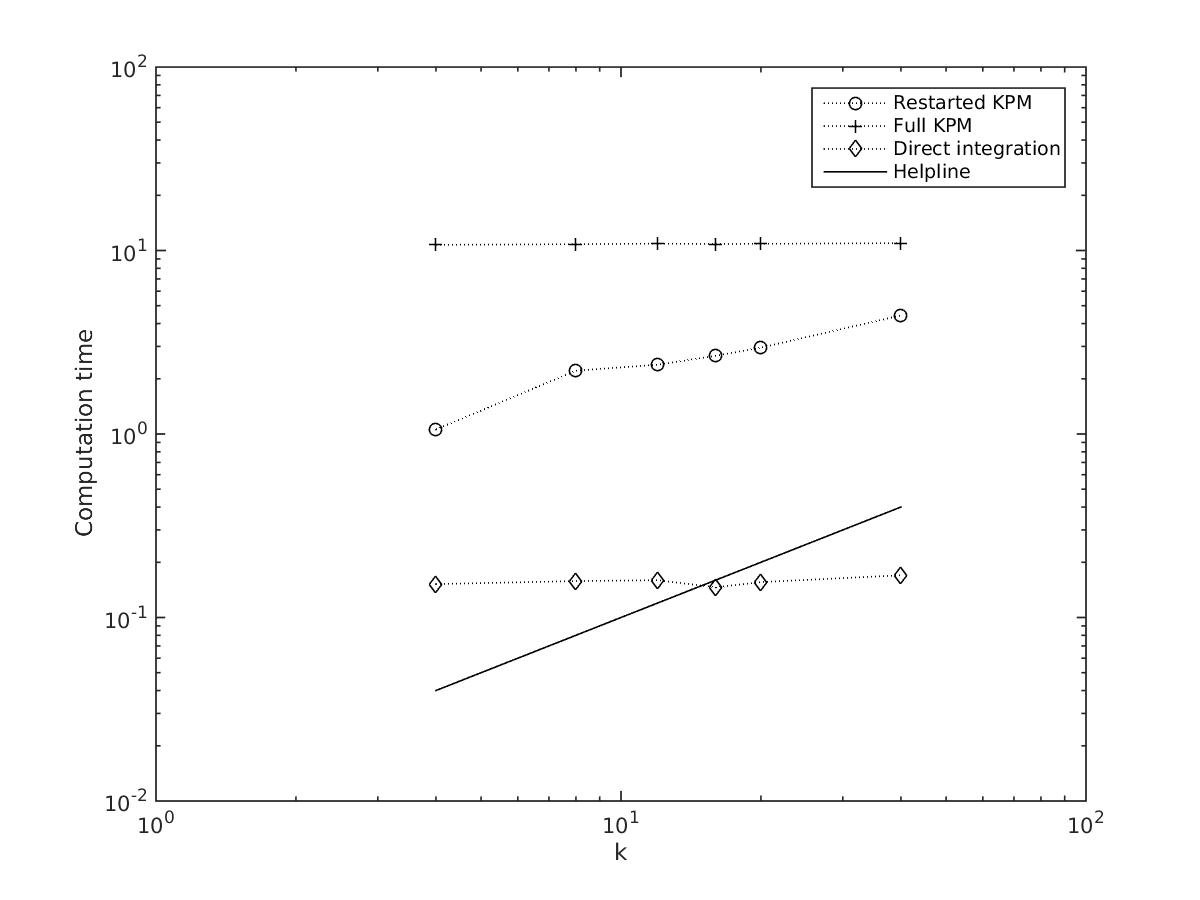 10^2
Restarted KPM
Full KPM
Direct integration
Helpline
10^1
Computation time
10^0
10^-1
10^-2
10^0 10^1 10^2
k